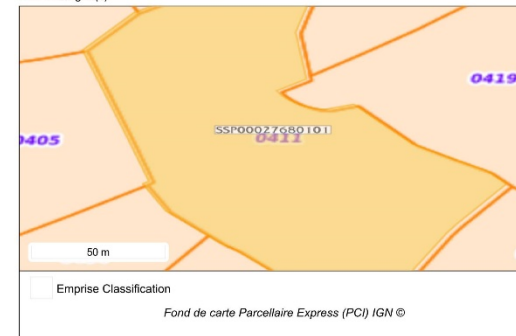 0419
SSP00027680101
0405
0411
50 m
Emprise Classification
Fond de carte Parcellaire Express (PCI) IGN ©